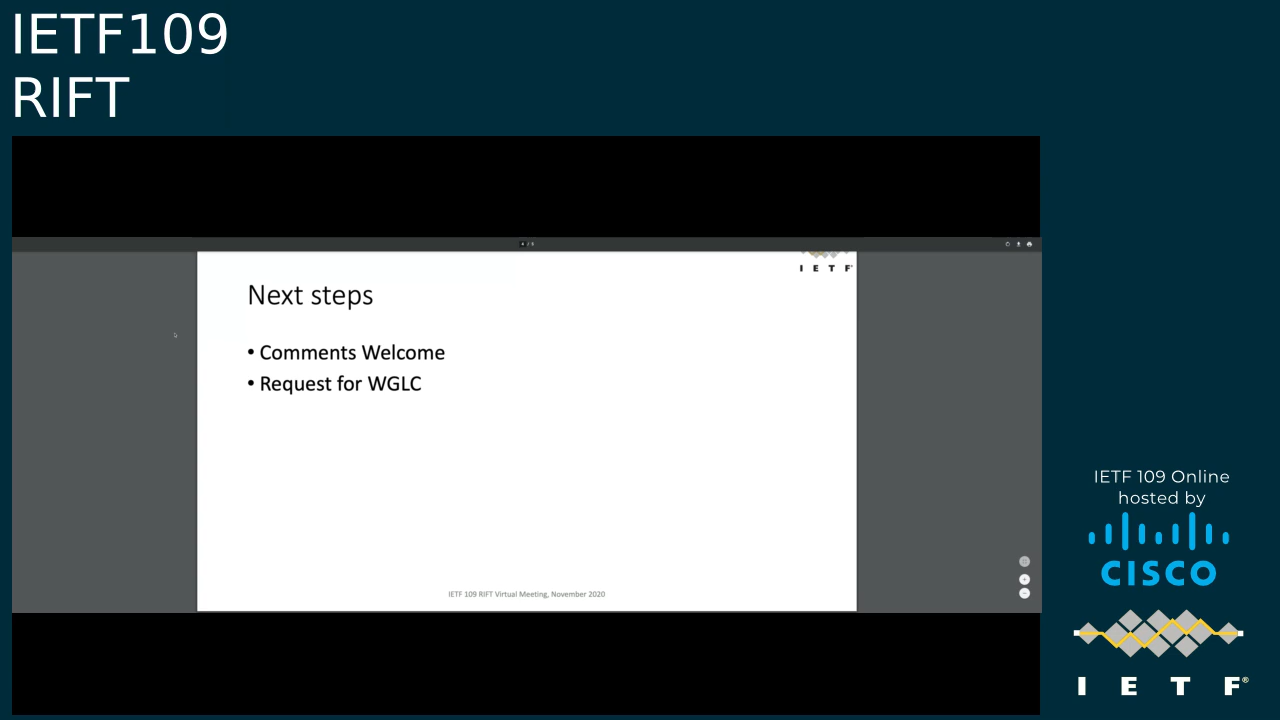 IETF109
RIFT
I E T F
Next steps
• Comments Welcome
• Request for WGLC
IETF 109 RIFT Virtual Meeting, November 2020
IETF 109 Online
hosted by
CISCO
I E T F®